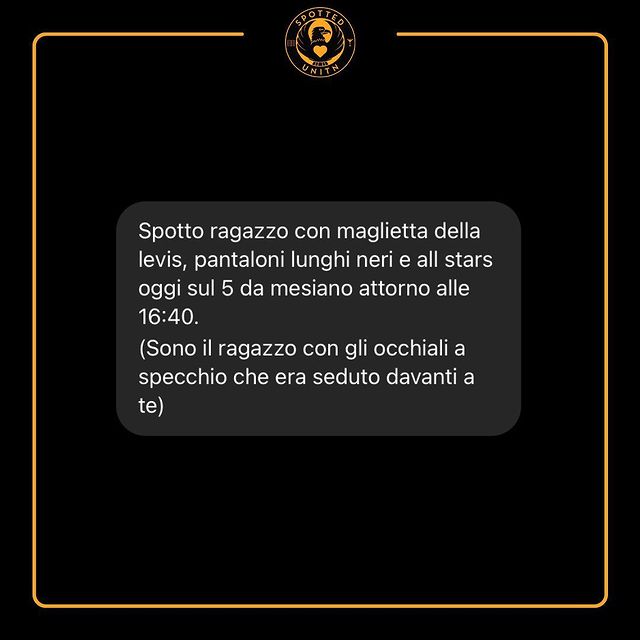 SPOTTED
UNITN
Spotto ragazzo con maglietta della
levis, pantaloni lunghi neri e all stars
oggi sul 5 da mesiano attorno alle
16:40.
(Sono il ragazzo con gli occhiali a
specchio che era seduto davanti a
te)